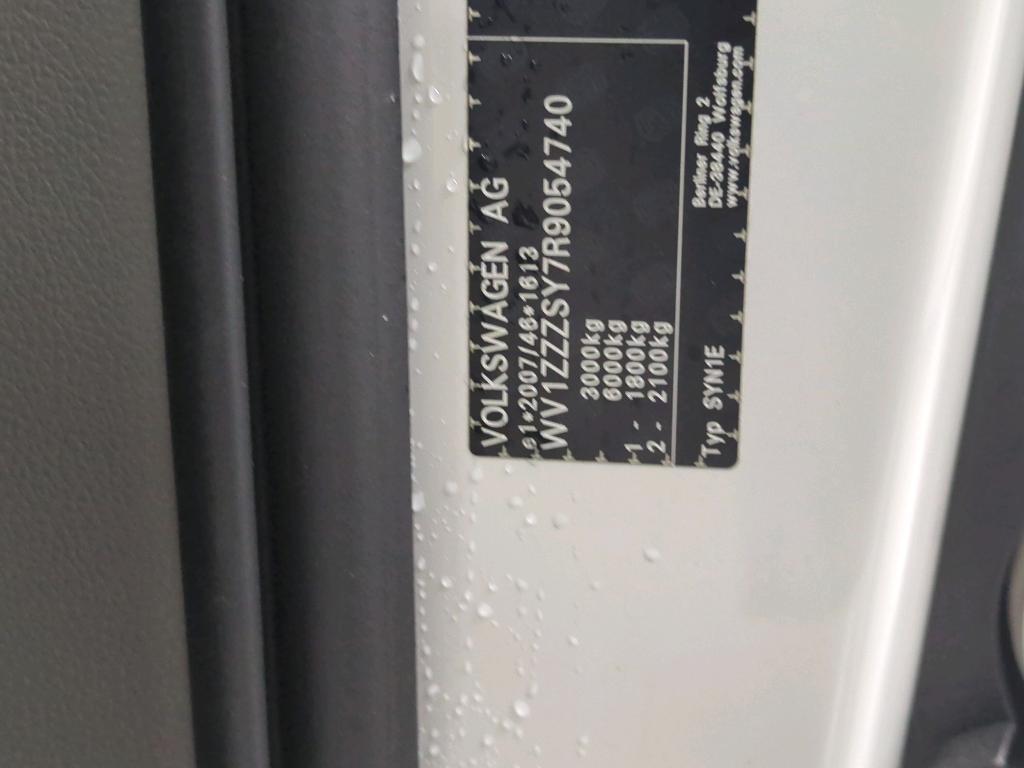 VOLKSWAGEN AG
e1*2007/46*1613
WV1ZZZSY7R9054740
3000kg
6000kg
1 - 1800kg
2 - 2100kg
Typ SYN1E
Berliner Ring 2
DE-38440 Wolfsburg
www.volkswagen.com